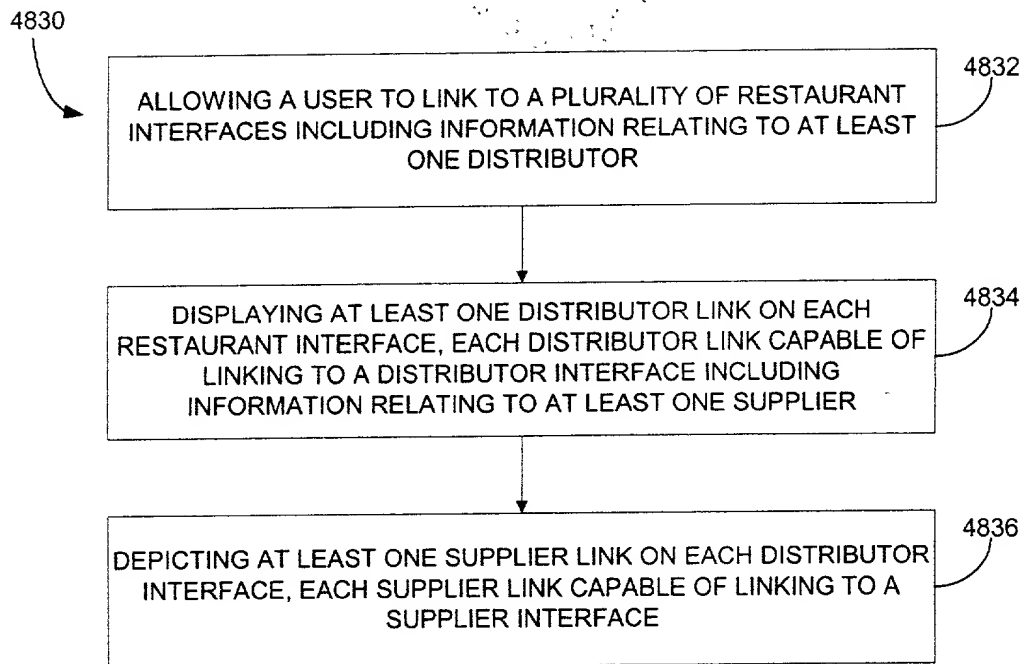 4830
4832
ALLOWING A USER TO LINK TO A PLURALITY OF RESTAURANT
INTERFACES INCLUDING INFORMATION RELATING TO AT LEAST
ONE DISTRIBUTOR
4834
DISPLAYING AT LEAST ONE DISTRIBUTOR LINK ON EACH
RESTAURANT INTERFACE, EACH DISTRIBUTOR LINK CAPABLE OF
LINKING TO A DISTRIBUTOR INTERFACE INCLUDING
INFORMATION RELATING TO AT LEAST ONE SUPPLIER
4836
DEPICTING AT LEAST ONE SUPPLIER LINK ON EACH DISTRIBUTOR
INTERFACE, EACH SUPPLIER LINK CAPABLE OF LINKING TO A
SUPPLIER INTERFACE